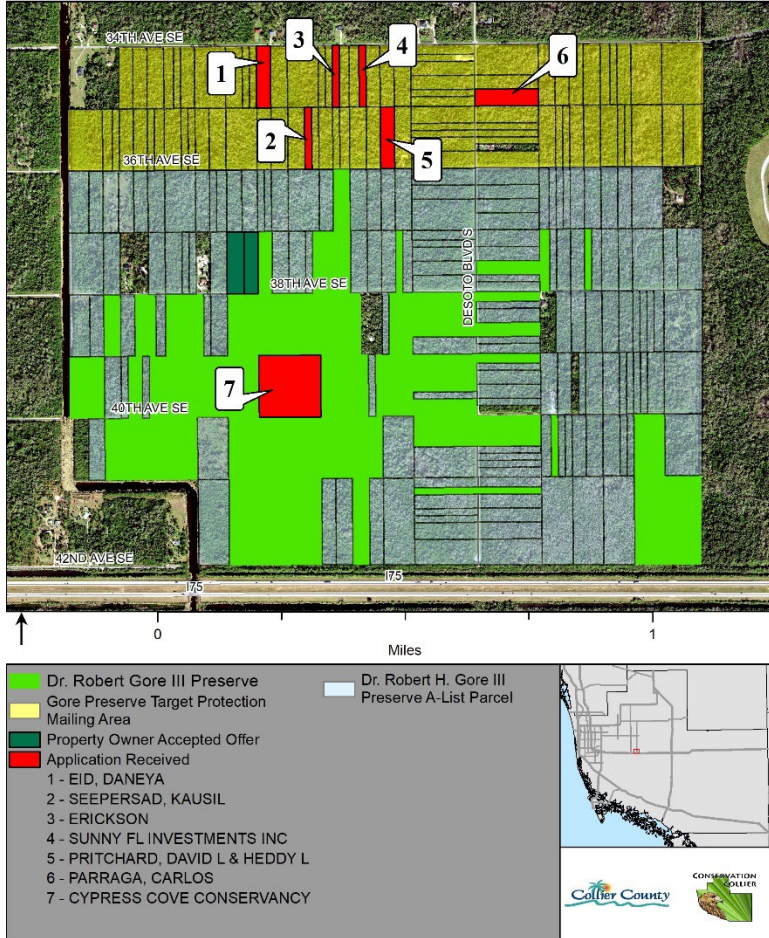 34TH AVE SE
1
3
4
6
2
36TH AVE SE
5
DESOTO BLVD S
38TH AVE SE
7
40TH AVE SE
42ND AVE SE
I75
I75
0
1
Miles
Dr. Robert Gore III Preserve
Gore Preserve Target Protection
Mailing Area
Property Owner Accepted Offer
Application Received
1 - EID, DANEYA
2 - SEEPERSAD, KAUSIL
3 - ERICKSON
4 - SUNNY FL INVESTMENTS INC
5 - PRITCHARD, DAVID L & HEDDY L
6 - PARRAGA, CARLOS
7 - CYPRESS COVE CONSERVANCY
Dr. Robert H. Gore III
Preserve A-List Parcel
Collier County
CONSERVATION
COLLIER